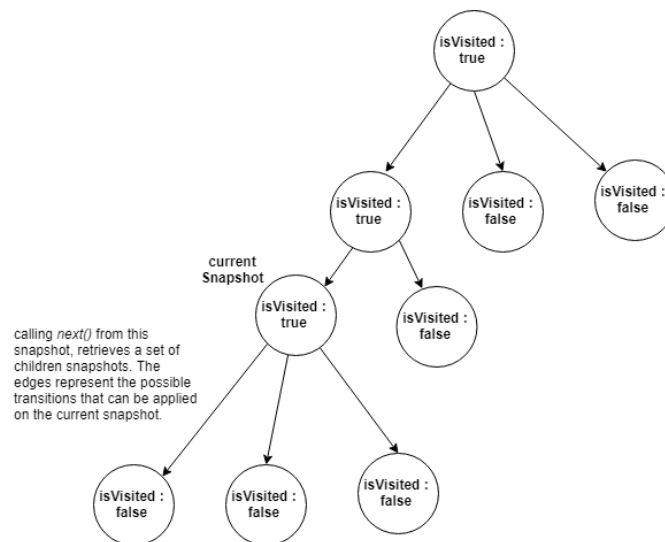 isVisited :
true
isVisited :
true
isVisited :
false
isVisited :
false
current
Snapshot
isVisited :
true
isVisited :
false
calling next() from this
snapshot, retrieves a set of
children snapshots. The
edges represent the possible
transitions that can be applied
on the current snapshot.
isVisited :
false
isVisited :
false
isVisited :
false